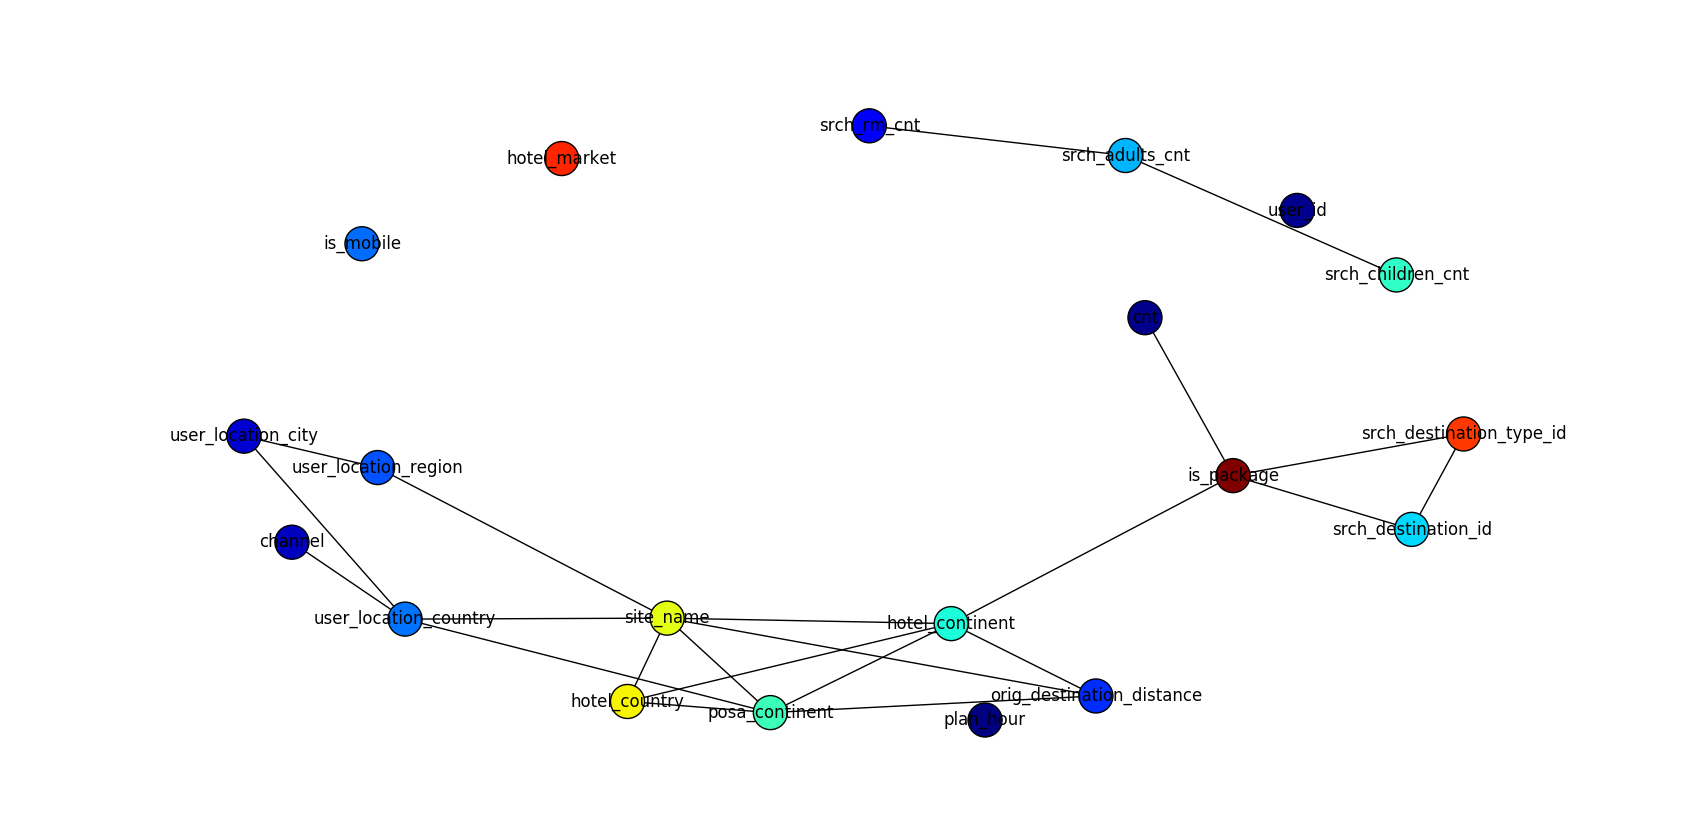 srch_rm_cnt
hotel_market
srch_adults_cnt
user_id
is_mobile
srch_children_cnt
cnt
user_location_city
srch_destination_type_id
user_location_region
is_package
srch_destination_id
channel
user_location_country
site_name
hotel_continent
orig_destination_distance
hotel_country
posa_continent
plan_hour